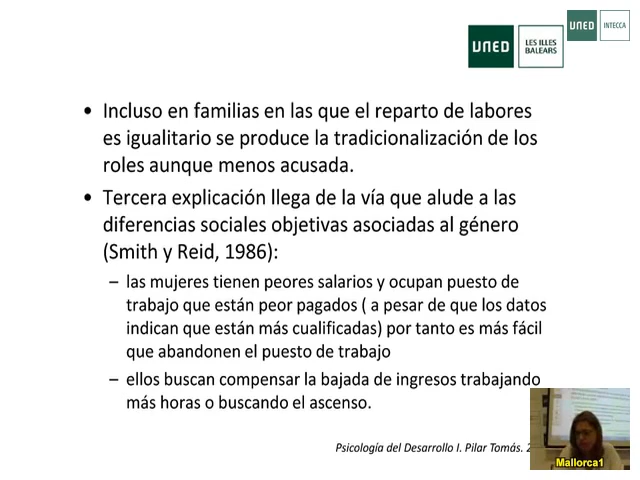 UNED
INTECCA
UNED
LES ILLES
BALEARS
• Incluso en familias en las que el reparto de labores
es igualitario se produce la tradicionalización de los
roles aunque menos acusada.
• Tercera explicación llega de la vía que alude a las
diferencias sociales objetivas asociadas al género
(Smith y Reid, 1986):
– las mujeres tienen peores salarios y ocupan puesto de
trabajo que están peor pagados ( a pesar de que los datos
indican que están más cualificadas) por tanto es más fácil
que abandonen el puesto de trabajo
– ellos buscan compensar la bajada de ingresos trabajando
más horas o buscando el ascenso.
Psicología del Desarrollo I. Pilar Tomás.
Mallorca1